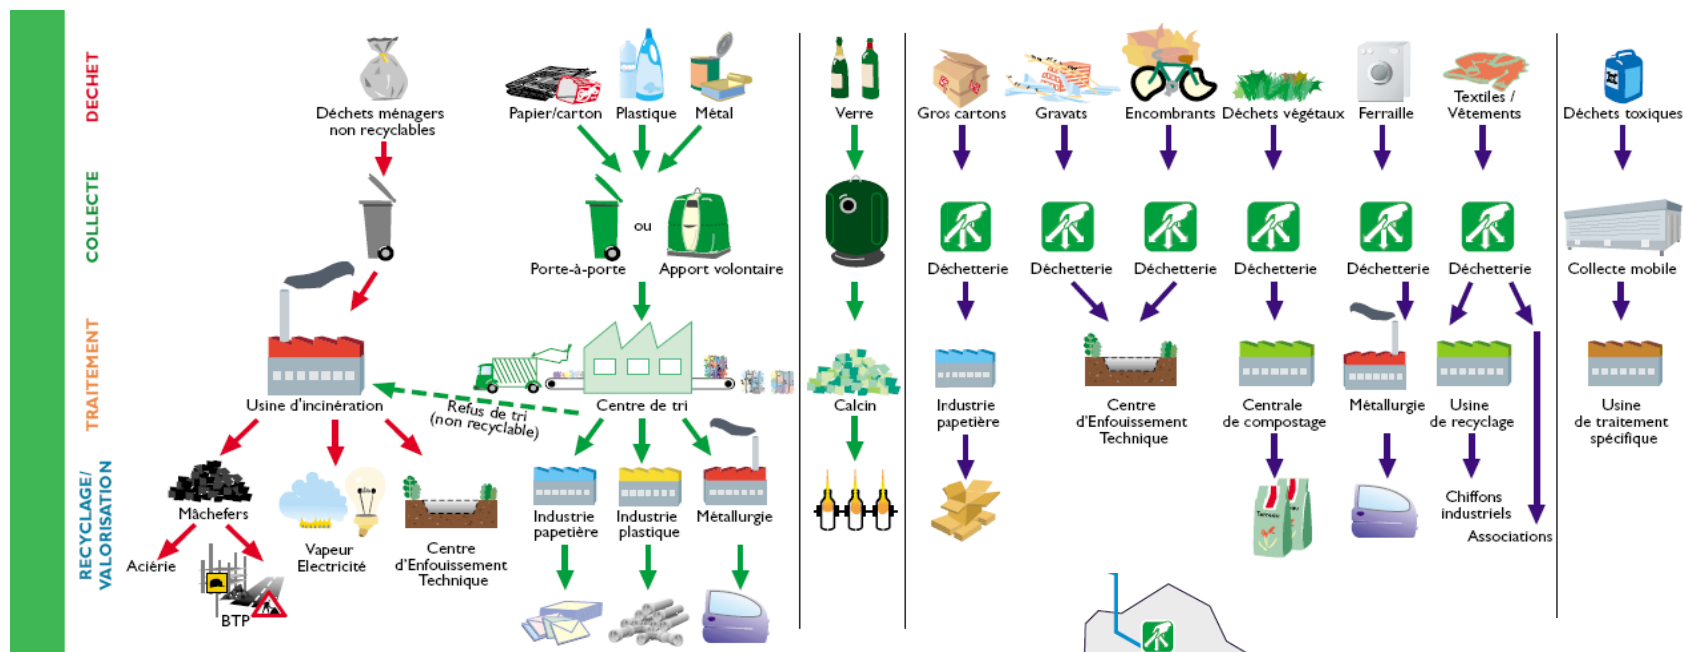 DECHET
Déchets ménagers
non recyclables
Papier/carton
Plastique
Métal
Verre
Gros cartons
Gravats
Encombrants
Déchets végétaux
Ferraille
Textiles /
Vêtements
Déchets toxiques
COLLECTE
ou
Porte-à-porte
Apport volontaire
Déchetterie
Déchetterie
Déchetterie
Déchetterie
Déchetterie
Déchetterie
Collecte mobile
TRAITEMENT
Usine d'incinération
Refus de tri
(non recyclable)
Centre de tri
Calcin
Industrie
papetière
Centre
d'Enfouissement
Technique
Centrale
de compostage
Métallurgie
Usine
de recyclage
Usine
de traitement
spécifique
RECYCLAGE/
VALORISATION
Mâchefers
Aciérie
BTP
Vapeur
Electricité
Centre
d'Enfouissement
Technique
Industrie
papetière
Industrie
plastique
Métallurgie
Chiffons
industriels
Associations